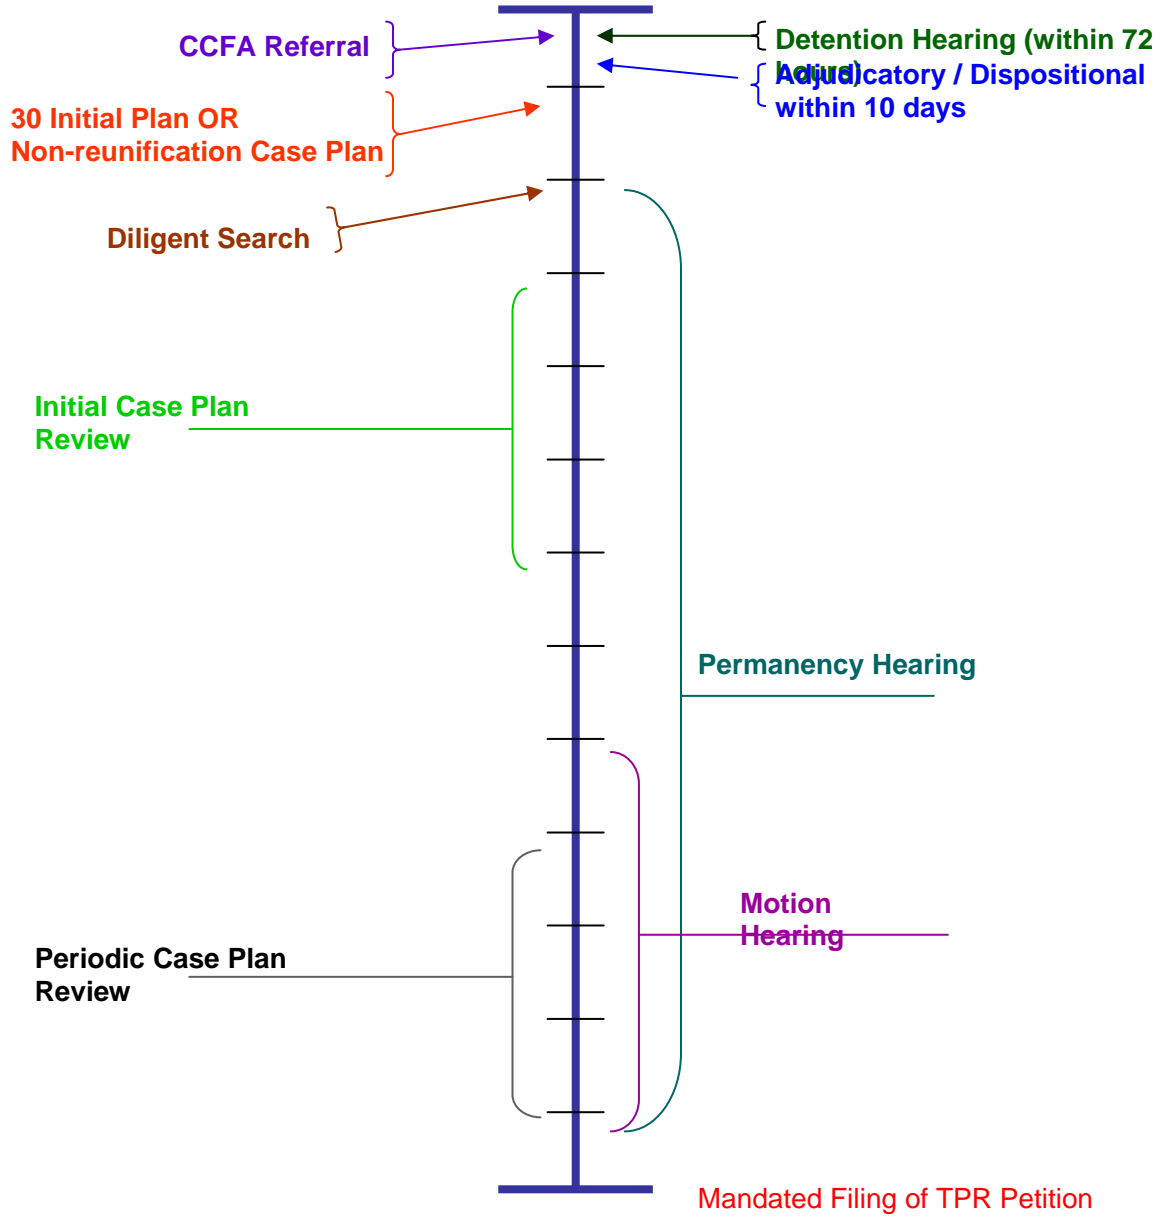 CCFA Referral
Detention Hearing (within 72
hours)
Adjudicatory / Dispositional
within 10 days
30 Initial Plan OR
Non-reunification Case Plan
Diligent Search
Initial Case Plan
Review
Permanency Hearing
Motion
Hearing
Periodic Case Plan
Review
Mandated Filing of TPR Petition